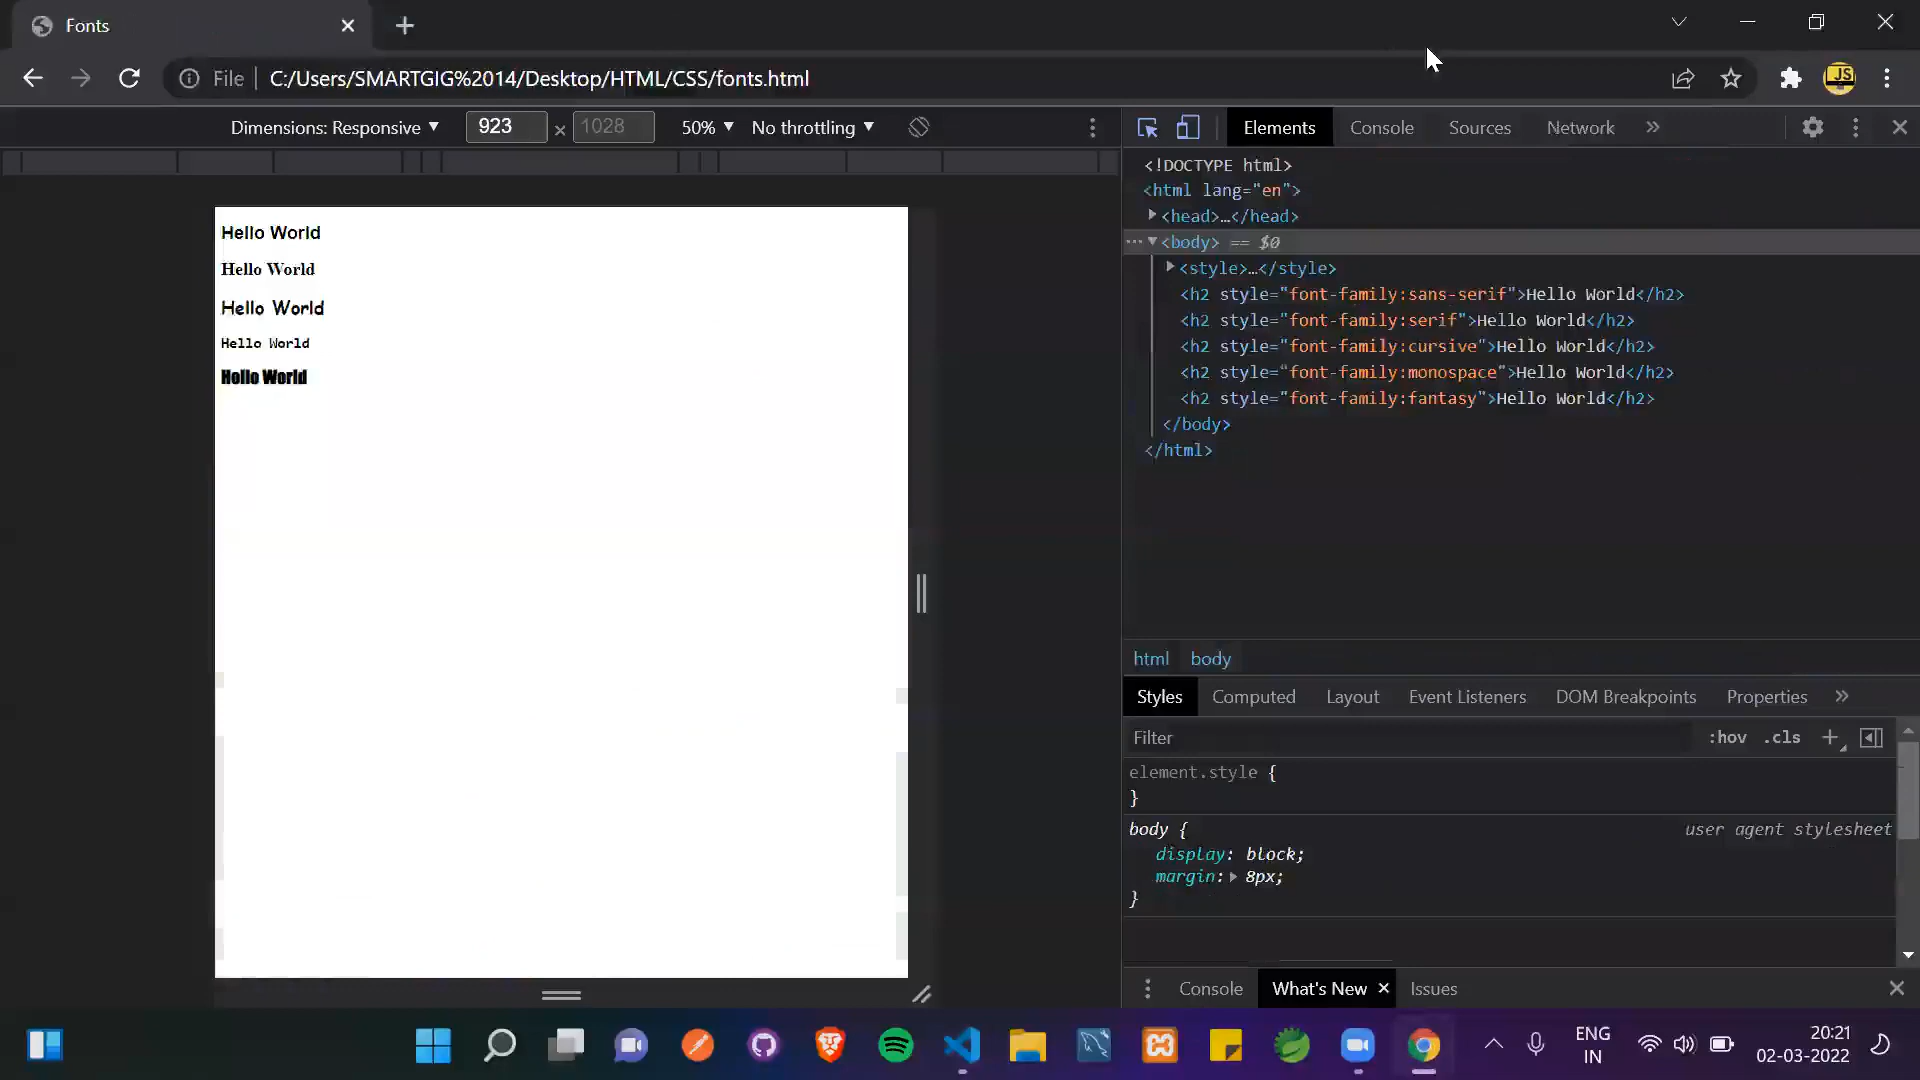 Fonts
File
C:/Users/SMARTGIG%2014/Desktop/HTML/CSS/fonts.html
Dimensions: Responsive ▼ 923 × 1028 50% ▼ No throttling ▼
Elements Console Sources Network »
Hello World
Hello World
Hello World
Hello World
Hello World
<!DOCTYPE html>
<html lang="en">
<head>…</head>
<body> == $0
<style>…</style>
<h2 style="font-family:sans-serif">Hello World</h2>
<h2 style="font-family:serif">Hello World</h2>
<h2 style="font-family:cursive">Hello World</h2>
<h2 style="font-family:monospace">Hello World</h2>
<h2 style="font-family:fantasy">Hello World</h2>
</body>
</html>
html body
Styles Computed Layout Event Listeners DOM Breakpoints Properties »
Filter :hov .cls
element.style {
}
body { user agent stylesheet
display: block;
margin: 8px;
}
Console What's New Issues
JS
ENG
IN
20:21
02-03-2022